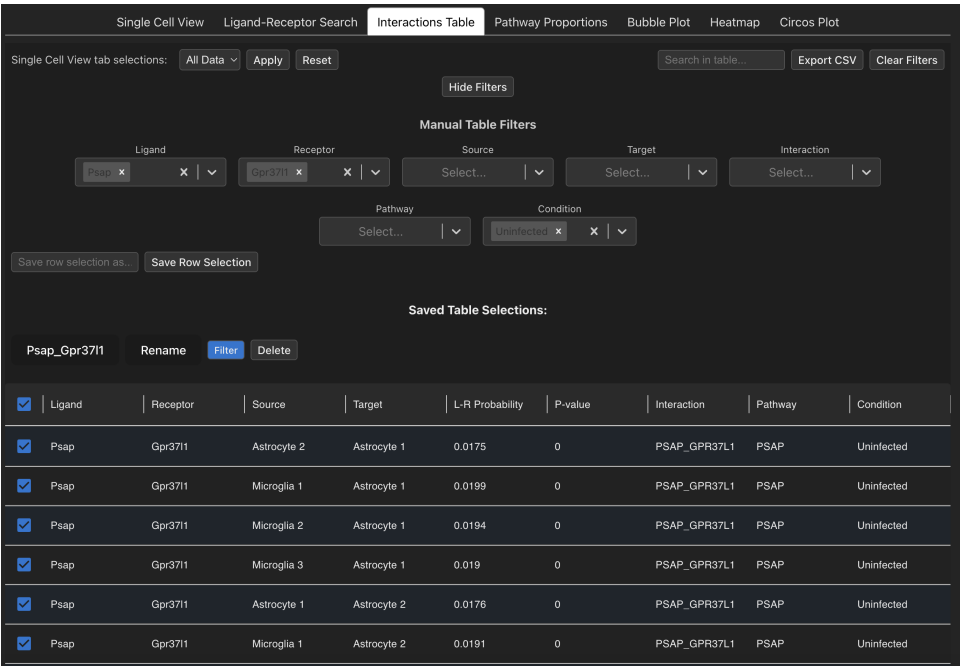 Single Cell View Ligand-Receptor Search Interactions Table Pathway Proportions Bubble Plot Heatmap Circos Plot
Single Cell View tab selections: All Data Apply Reset Search in table... Export CSV Clear Filters
Hide Filters
Manual Table Filters
Ligand Receptor Source Target Interaction
Psap x x Gpr37l1 x x Select... Select... Select...
Pathway Condition
Select... Uninfected x x
Save row selection as... Save Row Selection
Saved Table Selections:
Psap_Gpr37l1 Rename Filter Delete
Ligand Receptor Source Target L-R Probability P-value Interaction Pathway Condition
Psap Gpr37l1 Astrocyte 2 Astrocyte 1 0.0175 0 PSAP_GPR37L1 PSAP Uninfected
Psap Gpr37l1 Microglia 1 Astrocyte 1 0.0199 0 PSAP_GPR37L1 PSAP Uninfected
Psap Gpr37l1 Microglia 2 Astrocyte 1 0.0194 0 PSAP_GPR37L1 PSAP Uninfected
Psap Gpr37l1 Microglia 3 Astrocyte 1 0.019 0 PSAP_GPR37L1 PSAP Uninfected
Psap Gpr37l1 Astrocyte 1 Astrocyte 2 0.0176 0 PSAP_GPR37L1 PSAP Uninfected
Psap Gpr37l1 Microglia 1 Astrocyte 2 0.0191 0 PSAP_GPR37L1 PSAP Uninfected